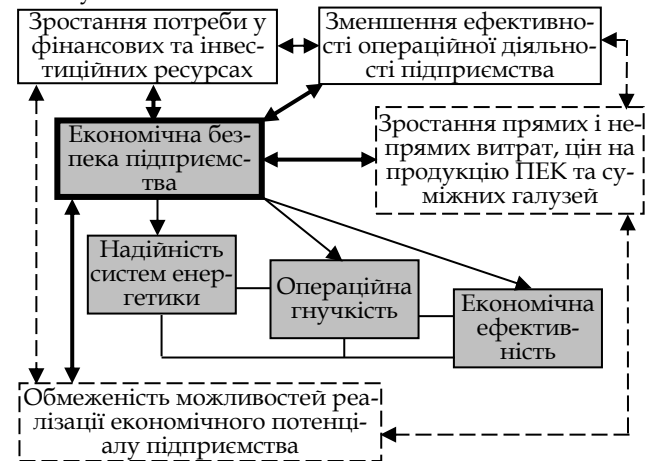 Зростання потреби у
фінансових та інвес-
тиційних ресурсах
Зменшення ефективно-
сті операційної діяльно-
сті підприємства
Економічна без-
пека підприємс-
тва
Зростання прямих і не-
прямих витрат, цін на
продукцію ПЕК та су-
міжних галузей
Надійність
систем енер-
гетики
Операційна
гнучкість
Економічна
ефектив-
ність
Обмеженість можливостей реа-
лізації економічного потенці-
алу підприємства